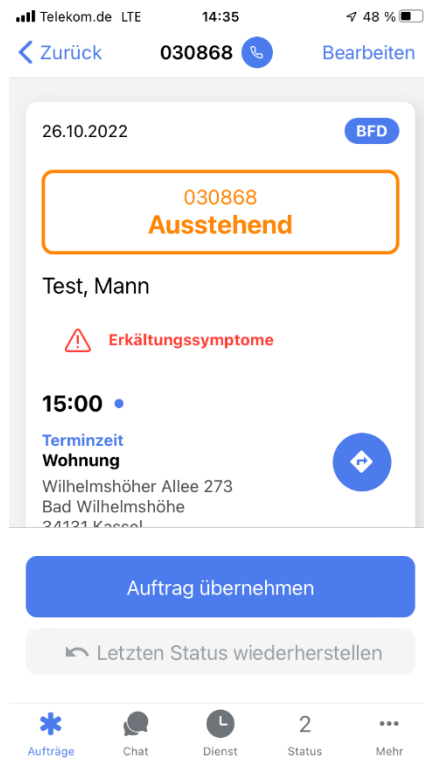 Telekom.de LTE 14:35 48 %
Zurück 030868 Bearbeiten
26.10.2022 BFD
030868
Ausstehend
Test, Mann
Erkältungssymptome
15:00
Terminzeit
Wohnung
Wilhelmshöher Allee 273
Bad Wilhelmshöhe
34131 Kassel
Auftrag übernehmen
Letzten Status wiederherstellen
2
Aufträge Chat Dienst Status Mehr